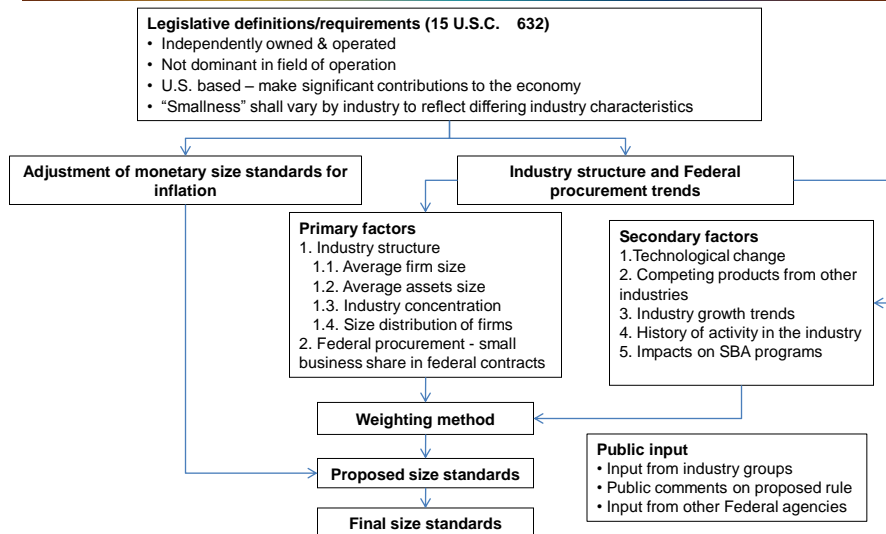 Legislative definitions/requirements (15 U.S.C. 632)
• Independently owned & operated
• Not dominant in field of operation
• U.S. based – make significant contributions to the economy
• “Smallness” shall vary by industry to reflect differing industry characteristics
Adjustment of monetary size standards for
inflation
Industry structure and Federal
procurement trends
Primary factors
1. Industry structure
1.1. Average firm size
1.2. Average assets size
1.3. Industry concentration
1.4. Size distribution of firms
2. Federal procurement - small
business share in federal contracts
Secondary factors
1.Technological change
2. Competing products from other
industries
3. Industry growth trends
4. History of activity in the industry
5. Impacts on SBA programs
Weighting method
Public input
• Input from industry groups
• Public comments on proposed rule
• Input from other Federal agencies
Proposed size standards
Final size standards